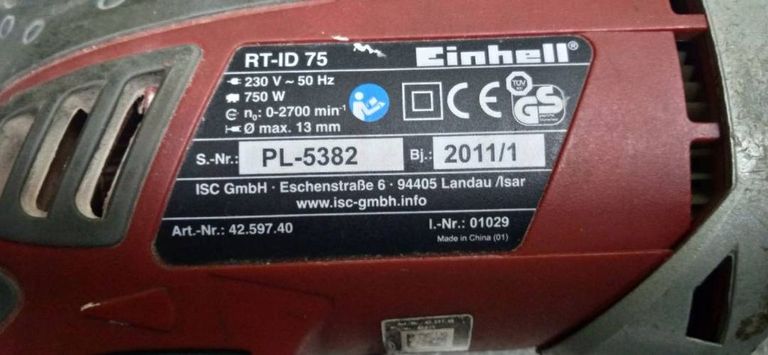 RT-ID 75
Einhell®
230 V ~ 50 Hz
750 W
n₀: 0-2700 min⁻¹
Ø max. 13 mm
TÜV
CE
GS
S.-Nr.: PL-5382 Bj.: 2011/1
ISC GmbH · Eschenstraße 6 · 94405 Landau /Isar
www.isc-gmbh.info
Art.-Nr.: 42.597.40
I.-Nr.: 01029
Made in China (01)